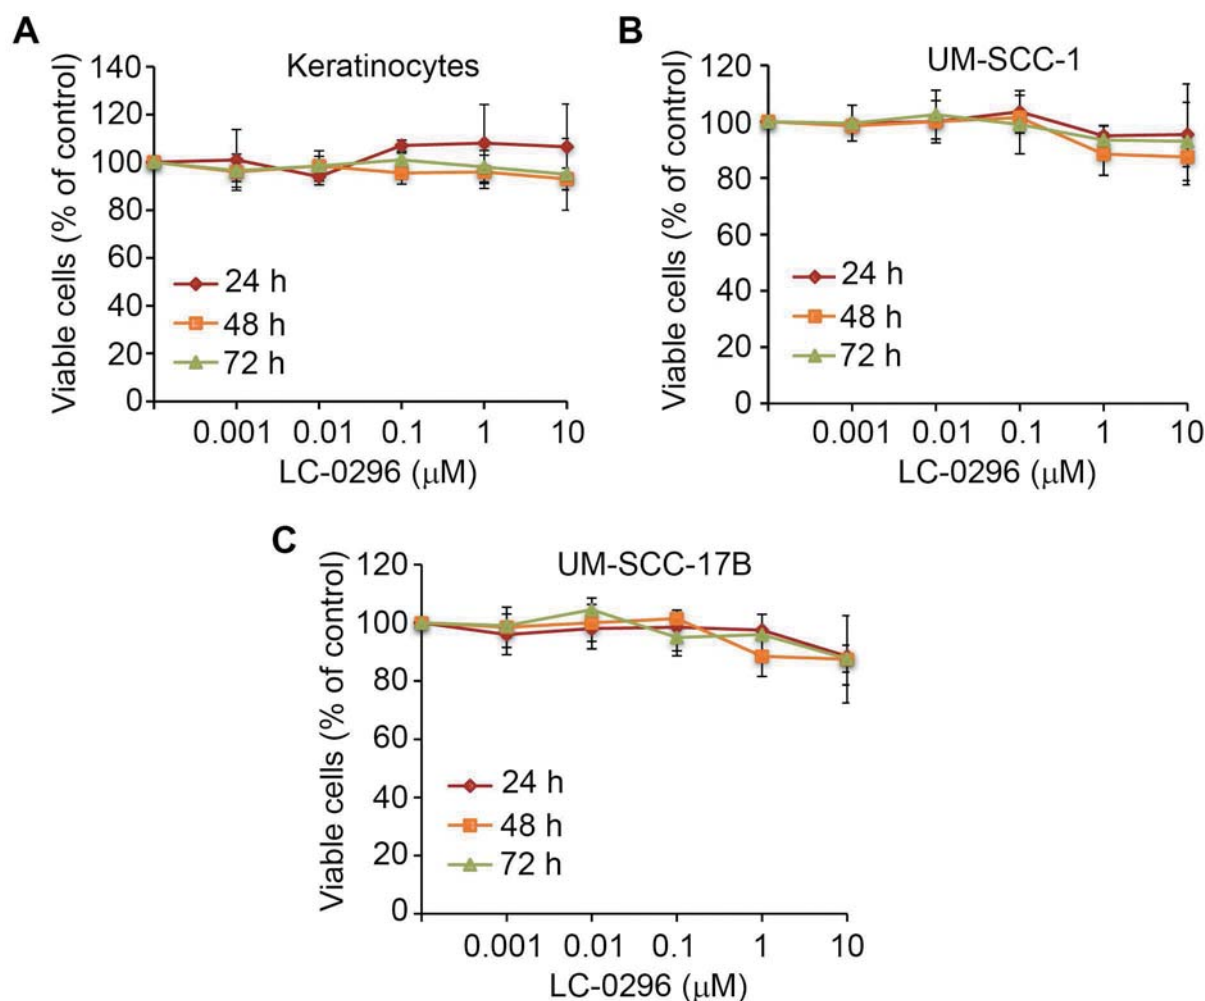 A
Keratinocytes
Viable cells (% of control)
140
120
100
80
60
40
20
0
24 h
48 h
72 h
0.001 0.01 0.1 1 10
LC-0296 (μM)
B
UM-SCC-1
Viable cells (% of control)
120
100
80
60
40
20
0
24 h
48 h
72 h
0.001 0.01 0.1 1 10
LC-0296 (μM)
C
UM-SCC-17B
Viable cells (% of control)
120
100
80
60
40
20
0
24 h
48 h
72 h
0.001 0.01 0.1 1 10
LC-0296 (μM)